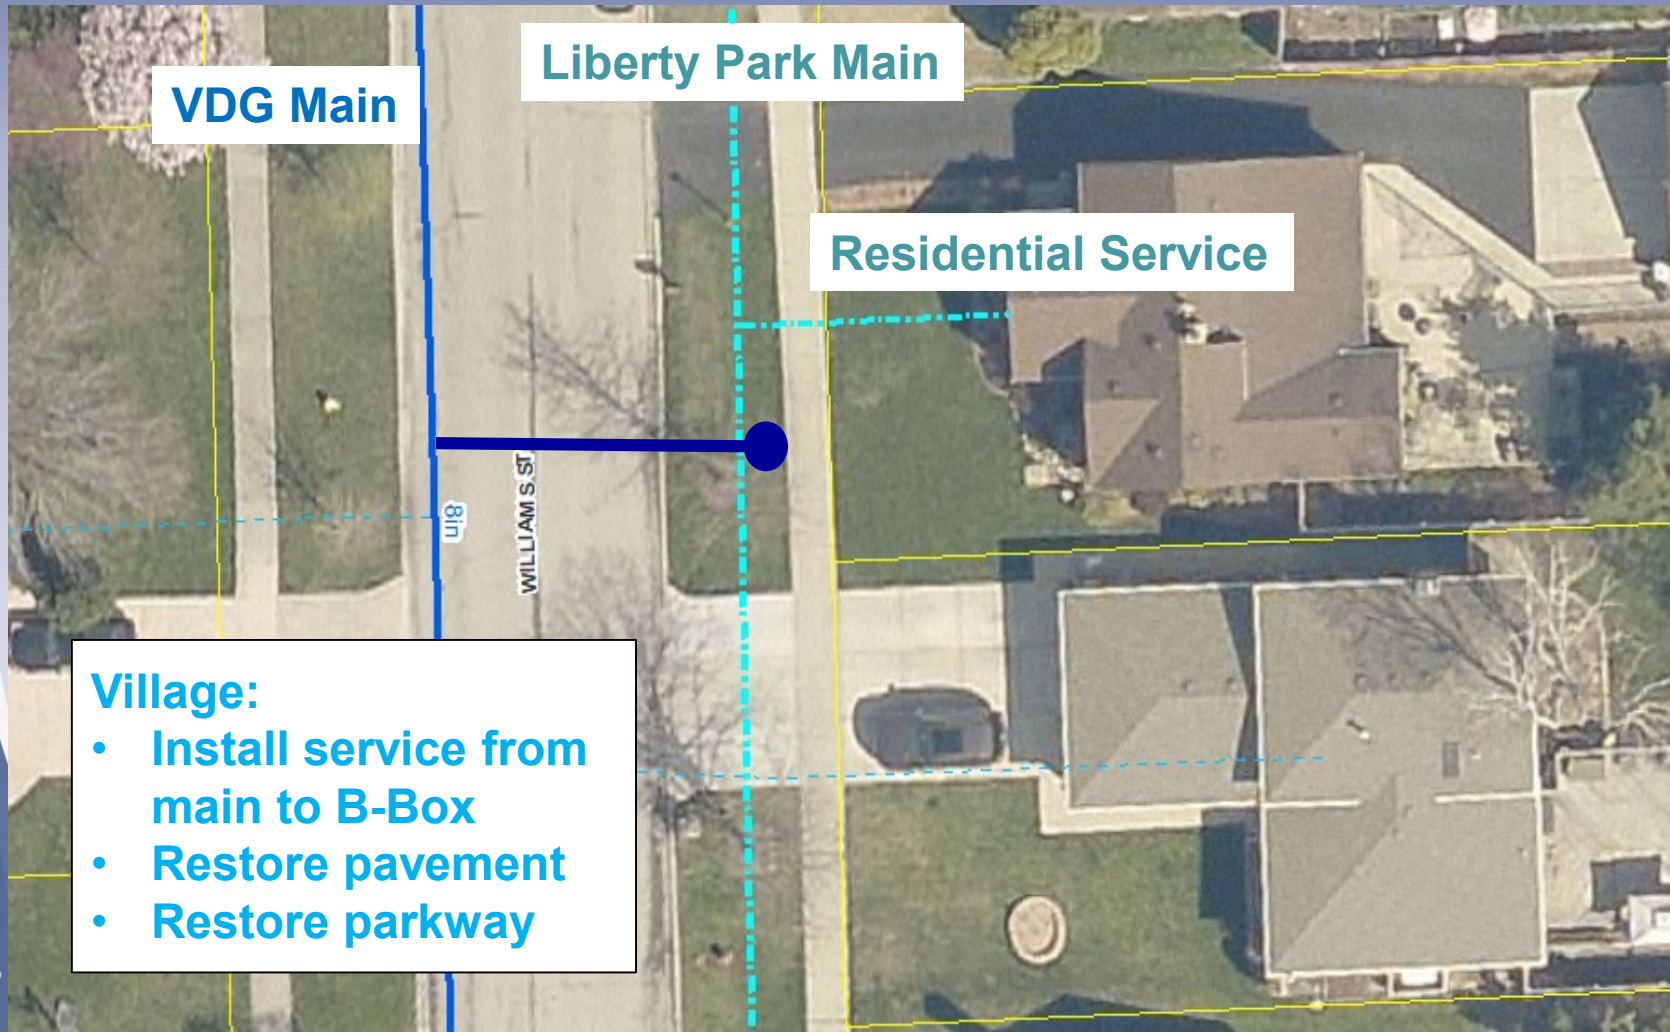 Liberty Park Main
VDG Main
Residential Service
8in
WILLIAMS ST
Village:
• Install service from
main to B-Box
• Restore pavement
• Restore parkway